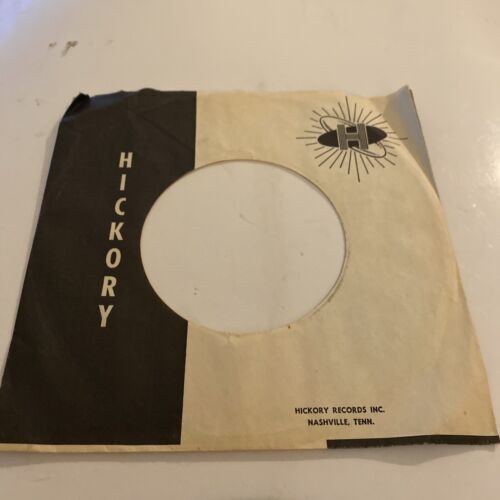 HICKORY
H
HICKORY RECORDS INC.
NASHVILLE, TENN.